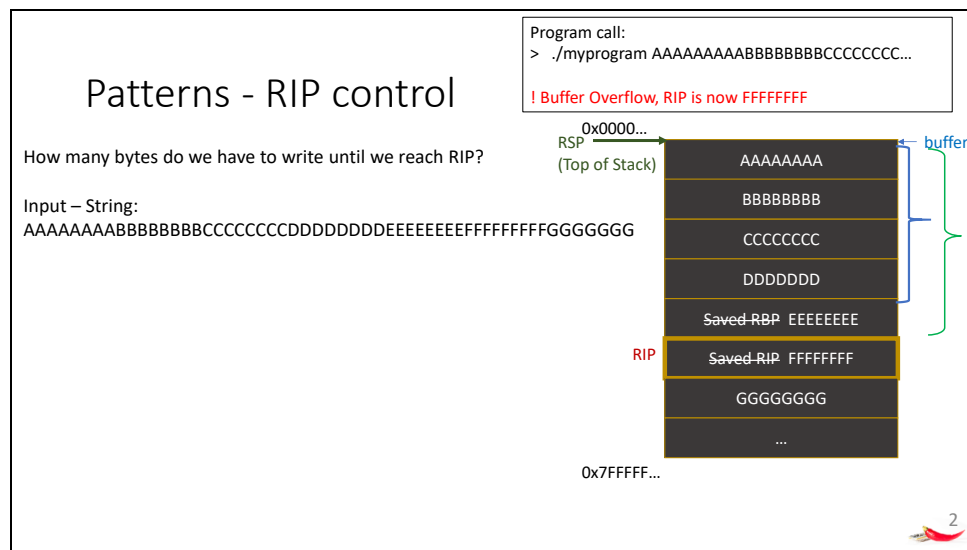 Program call:
> ./myprogram AAAAAAAAABBBBBBBBCCCCCCCC...
! Buffer Overflow, RIP is now FFFFFFFF
Patterns - RIP control
How many bytes do we have to write until we reach RIP?
Input – String:
AAAAAAAABBBBBBBBCCCCCCCCDDDDDDDDEEEEEEEEFFFFFFFFGGGGGGG
0x0000...
RSP
(Top of Stack)
buffer
AAAAAAAA
BBBBBBBB
CCCCCCCC
DDDDDDD
Saved RBP EEEEEEEE
RIP
Saved RIP FFFFFFFF
GGGGGGGG
...
0x7FFFFF...
2